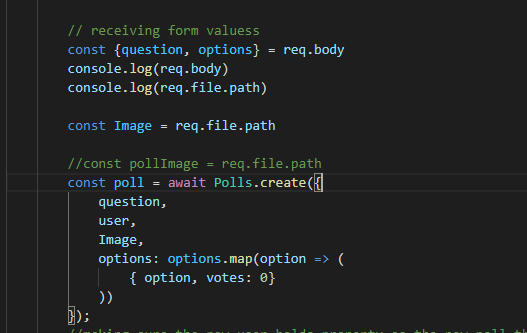 // receiving form valuess
const {question, options} = req.body
console.log(req.body)
console.log(req.file.path)
const Image = req.file.path
//const pollImage = req.file.path
const poll = await Polls.create({
question,
user,
Image,
options: options.map(option => (
{ option, votes: 0}
))
});